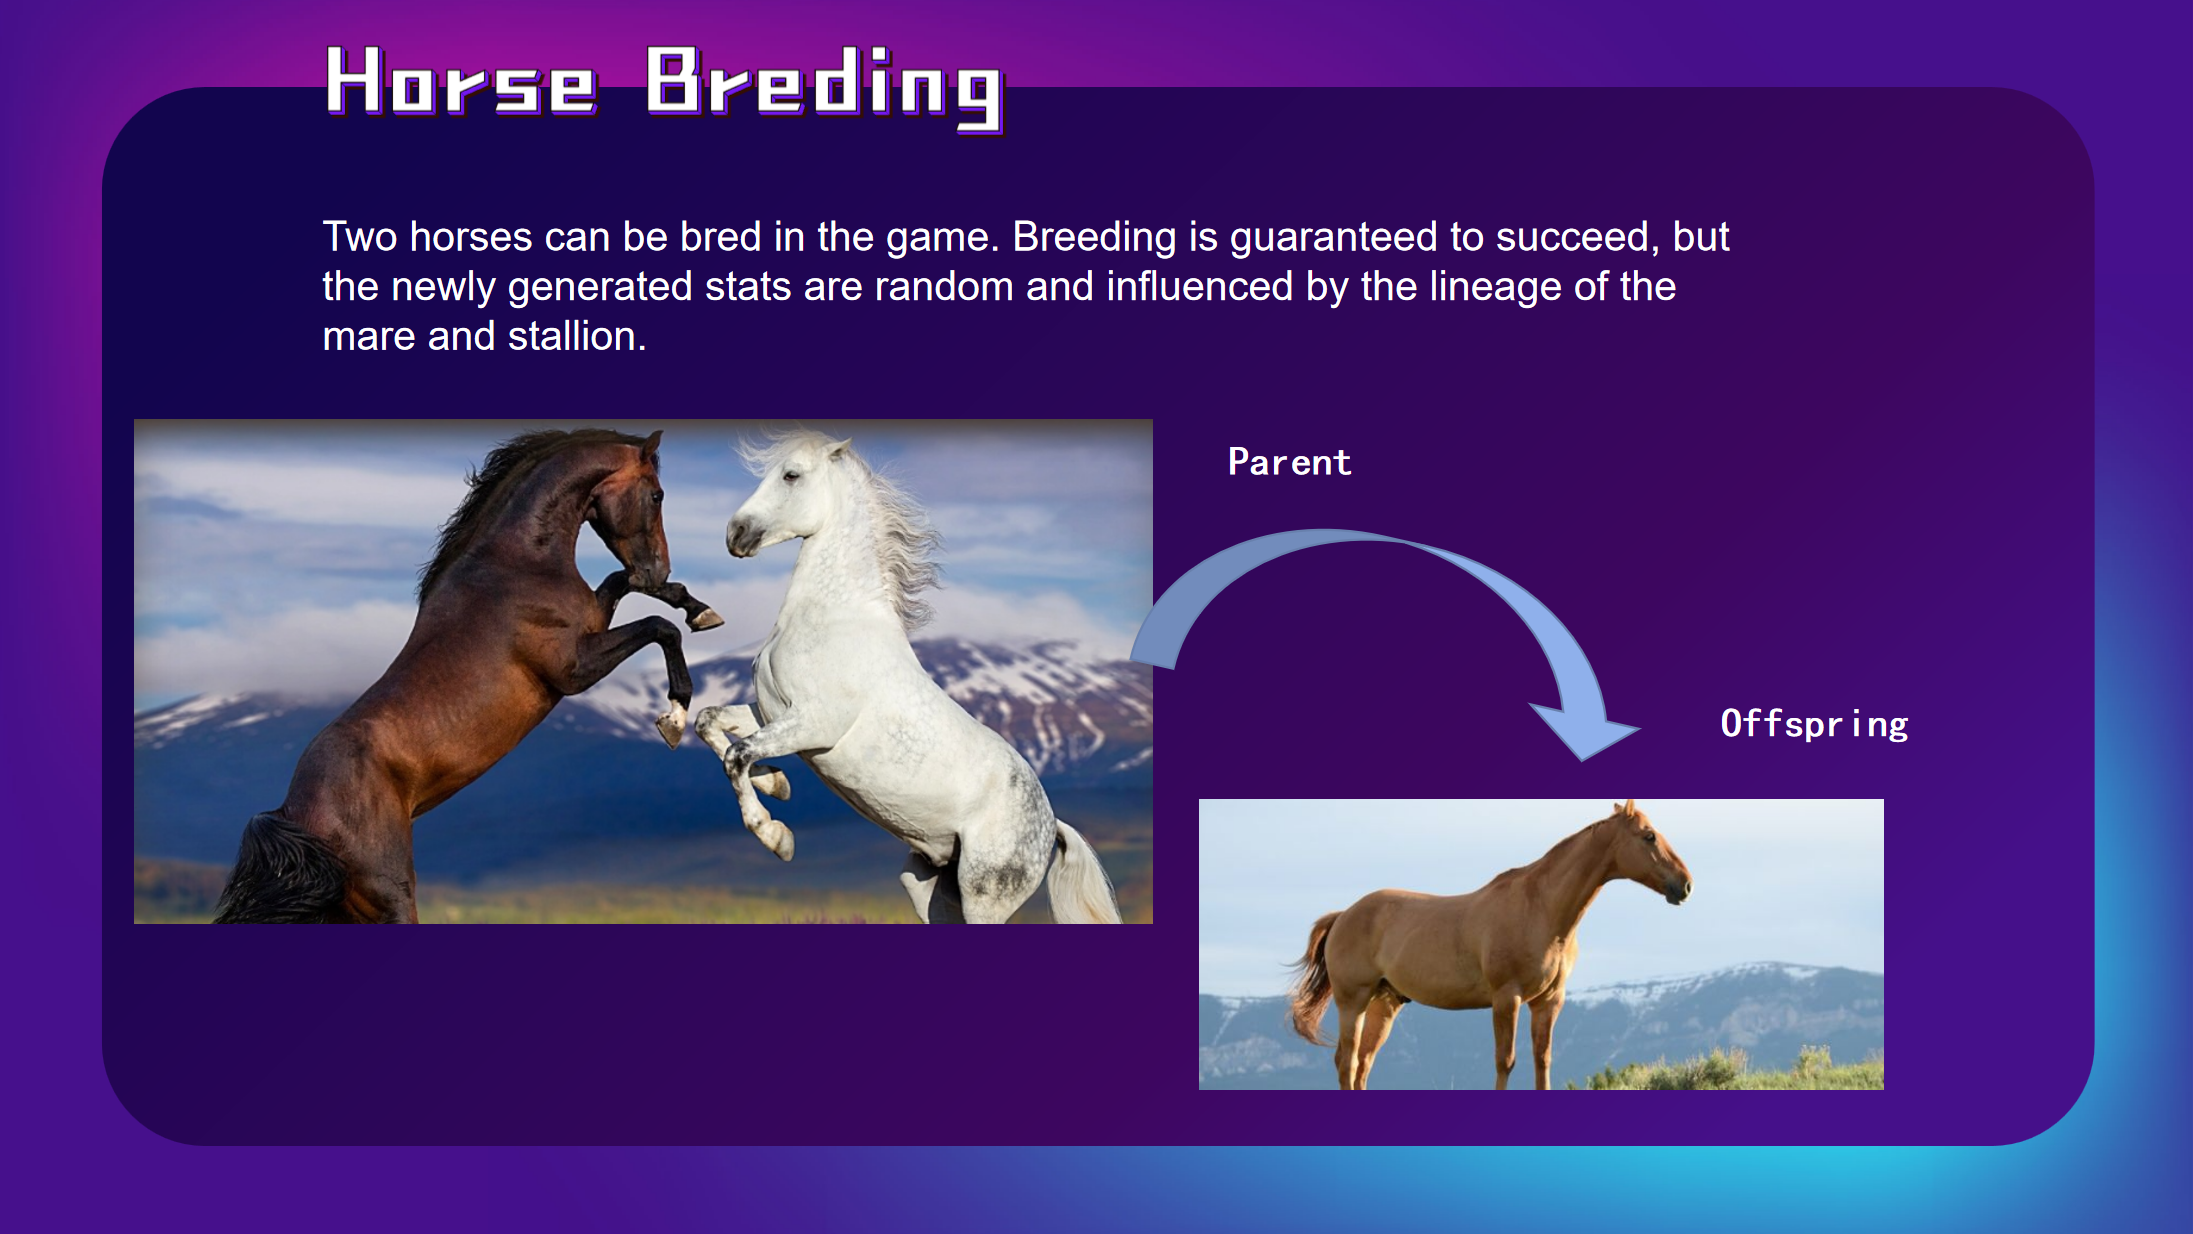 Horse Breding
Two horses can be bred in the game. Breeding is guaranteed to succeed, but
the newly generated stats are random and influenced by the lineage of the
mare and stallion.
Parent
Offspring